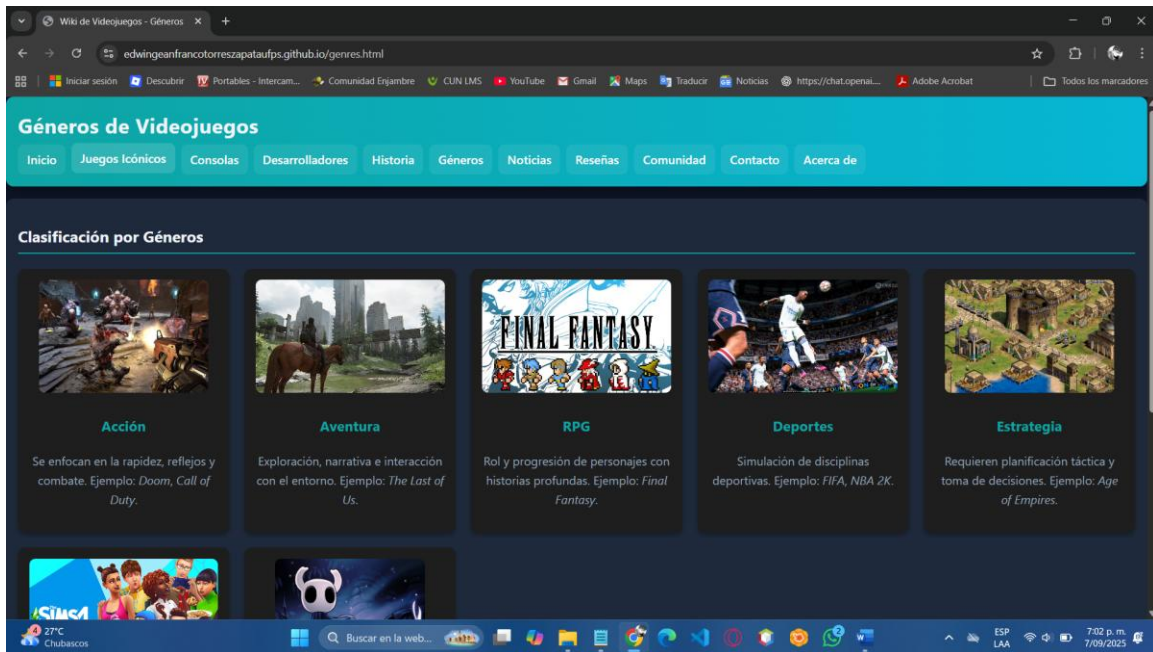 Wiki de Videojuegos - Géneros
edwingeanfrancotorreszapataufps.github.io/genres.html
Iniciar sesión Descubrir Portables - Intercam... Comunidad Enjambre CUN LMS YouTube Gmail Maps Traducir Noticias https://chat.openai.... Adobe Acrobat Todos los marcadores
Géneros de Videojuegos
Inicio Juegos Icónicos Consolas Desarrolladores Historia Géneros Noticias Reseñas Comunidad Contacto Acerca de
Clasificación por Géneros
FINAL FANTASY
Acción
Se enfocan en la rapidez, reflejos y
combate. Ejemplo: Doom, Call of
Duty.
Aventura
Exploración, narrativa e interacción
con el entorno. Ejemplo: The Last of
Us.
RPG
Rol y progresión de personajes con
historias profundas. Ejemplo: Final
Fantasy.
Deportes
Simulación de disciplinas
deportivas. Ejemplo: FIFA, NBA 2K.
Estrategia
Requieren planificación táctica y
toma de decisiones. Ejemplo: Age
of Empires.
SIMS4
4
27°C
Chubascos
Buscar en la web...
2
ESP
LAA
7:02 p. m.
7/09/2025